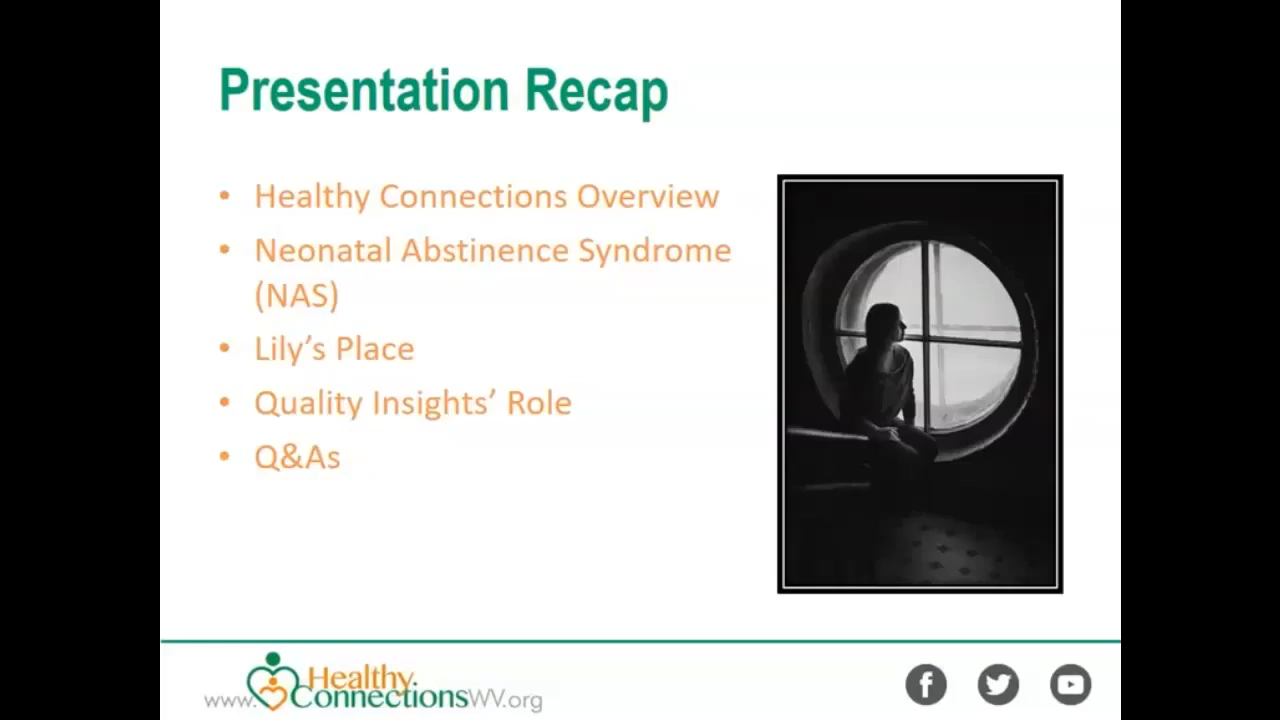 Presentation Recap
• Healthy Connections Overview
• Neonatal Abstinence Syndrome
(NAS)
• Lily’s Place
• Quality Insights’ Role
• Q&As
www.HealthyConnectionsWV.org